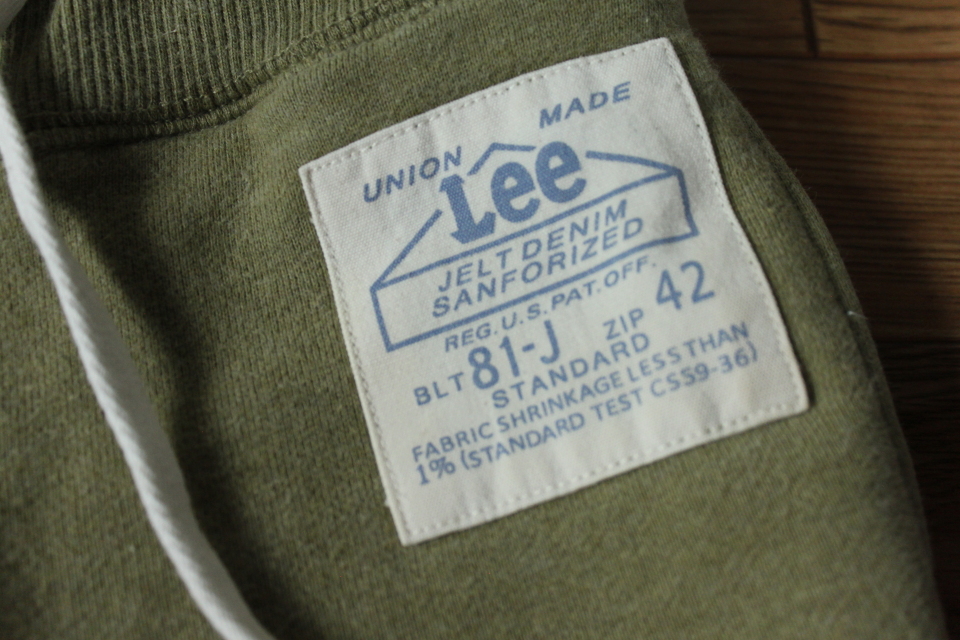 UNION MADE
Lee
JELT DENIM
SANFORIZED
REG. U.S. PAT. OFF.
BLT 81-J ZIP 42
STANDARD
FABRIC SHRINKAGE LESS THAN
1% (STANDARD TEST CS59-36)